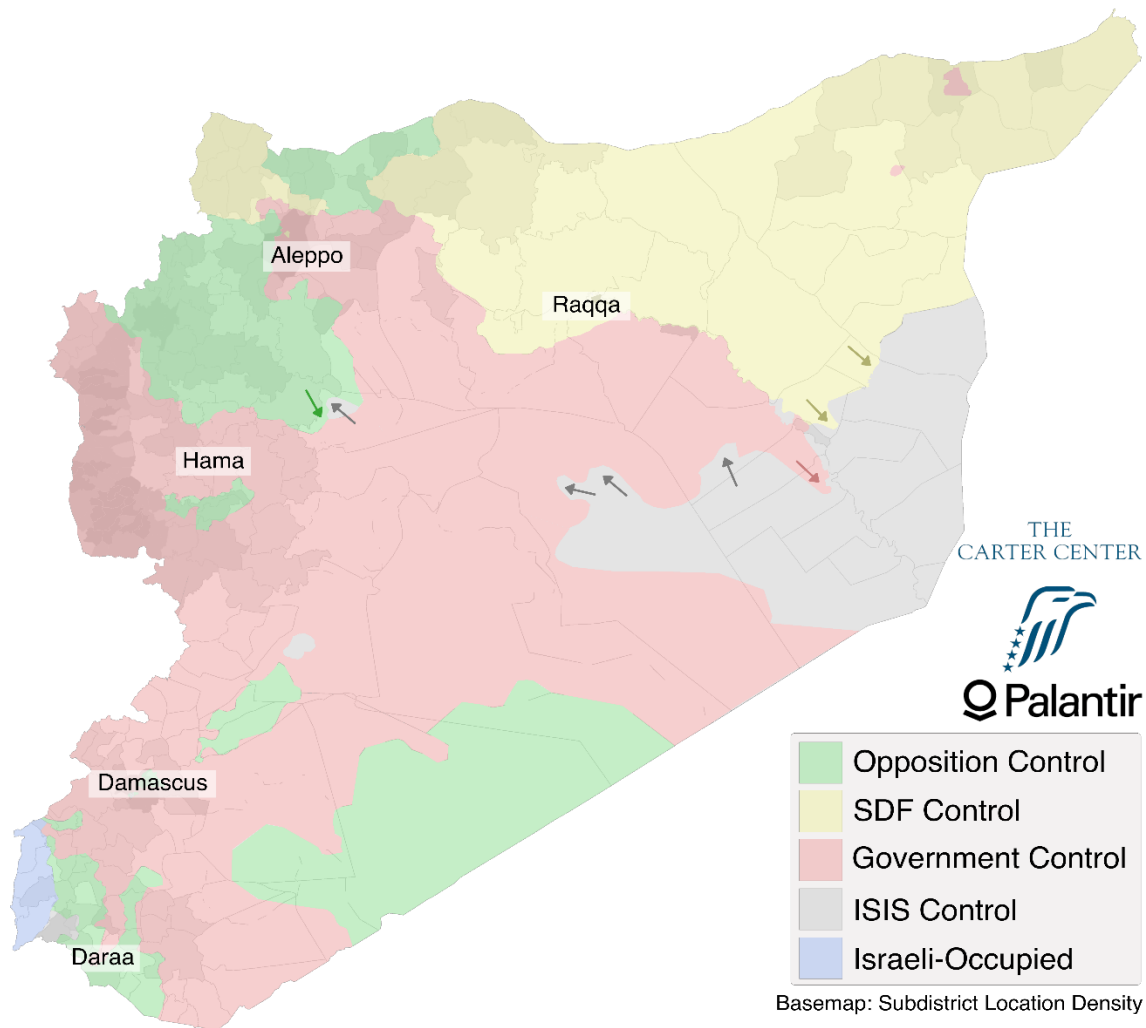 Aleppo
Raqqa
Hama
THE
CARTER CENTER
Palantir
Damascus
Daraa
Opposition Control
SDF Control
Government Control
ISIS Control
Israeli-Occupied
Basemap: Subdistrict Location Density